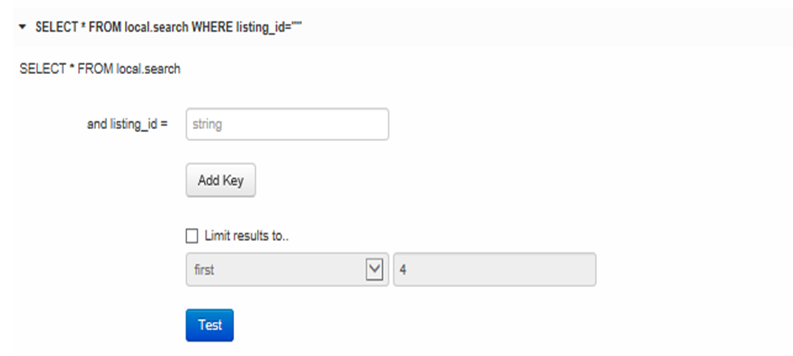 SELECT * FROM local.search WHERE listing_id=""
SELECT * FROM local.search
and listing_id = string
Add Key
Limit results to..
first 4
Test